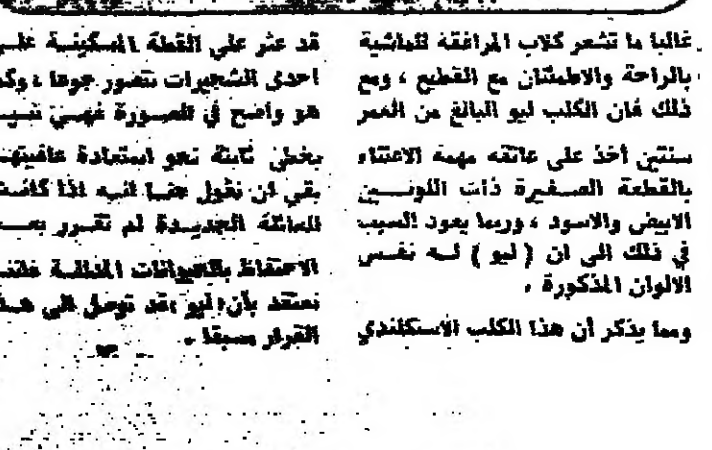 غالبا ما تشعر كلاب المرافقة للماشية
بالراحة والاطمئنان مع القطيع ، ومع
ذلك فان الكلب ليو البالغ من العمر
سنتين أخذ على عاتقه مهمة الاعتناء
بالقطعة الصغيرة ذات اللونين
الابيض والاسود ، وربما يعود السبب
في ذلك الى ان ( ليو ) له نفس
الالوان المذكورة .
ومما يذكر أن هذا الكلب الاسكتلندي
قد عثر على القطة المسكينة على
احدى الشجيرات تتضور جوعا ، وكما
هو واضح في الصورة فهي تسير
بخطى ثابتة نحو استعادة عافيتها
بقي ان نقول هنا انه اذا كانت
العائلة الجديدة لم تقرر بعد
الاحتفاظ بالحيوانات المدللة فاننا
نعتقد بأن ليو قد توصل الى هذا
القرار مسبقا .